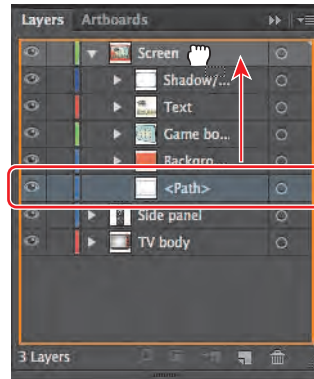 Layers Artboards
Screen
Shadow/...
Text
Game bo...
Backgro...
<Path>
Side panel
TV body
3 Layers